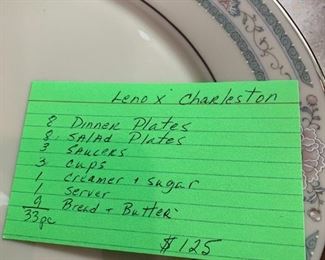 Lenox Charleston
8 Dinner Plates
8 Salad Plates
3 Saucers
3 Cups
1 Creamer + Sugar
1 Server
9 Bread + Butter
33pc
$125